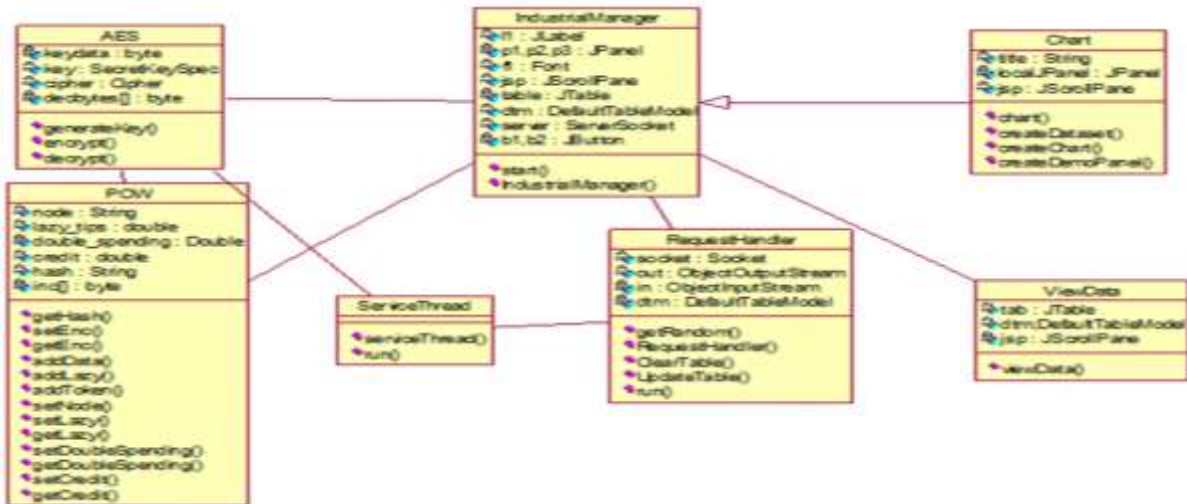 AES
keydata : byte
key : SecretKeySpec
cipher : Cipher
decbytes[] : byte
generateKey()
encrypt()
decrypt()
POW
node : String
lazy_tips : double
double_spending : Double
credit : double
hash : String
inc[] : byte
getHash()
setEnc()
getEnc()
addData()
addLazy()
addToken()
setNode()
setLazy()
getLazy()
setDoubleSpending()
getDoubleSpending()
setCredit()
getCredit()
IndustrialManager
l1 : JLabel
p1,p2,p3 : JPanel
f1 : Font
jsp : JScrollPane
table : JTable
dtm : DefaultTableModel
server : ServerSocket
b1,b2 : JButton
start()
IndustrialManager()
ServiceThread
serviceThread()
run()
RequestHandler
socket : Socket
out : ObjectOutputStream
in : ObjectInputStream
dtm : DefaultTableModel
getRandom()
RequestHandler()
ClearTable()
UpdateTable()
run()
Chart
title : String
localJPanel : JPanel
jsp : JScrollPane
chart()
createDataset()
createChart()
createDemoPanel()
ViewData
tab : JTable
dtm:DefaultTableModel
jsp : JScrollPane
viewData()